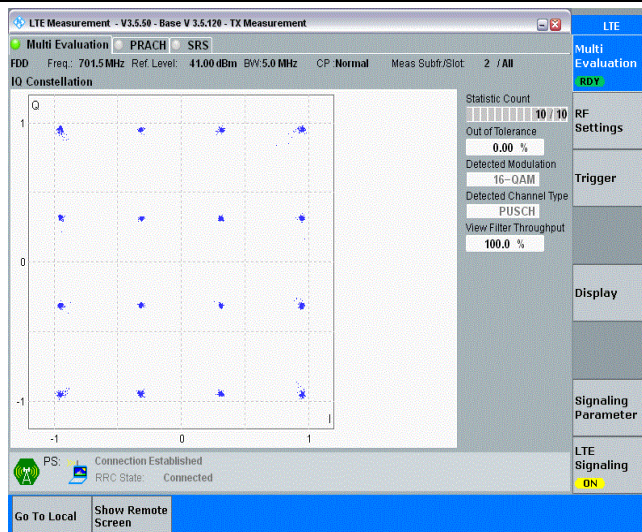 LTE Measurement - V3.5.50 - Base V 3.5.120 - TX Measurement
LTE
Multi Evaluation PRACH SRS
Multi
Evaluation
RDY
FDD Freq.: 701.5 MHz Ref. Level: 41.00 dBm BW:5.0 MHz CP :Normal Meas Subfr./Slot: 2 / All
IQ Constellation
Q
1
0
-1
-1
0
1
I
Statistic Count
10 / 10
Out of Tolerance
0.00 %
Detected Modulation
16-QAM
Detected Channel Type
PUSCH
View Filter Throughput
100.0 %
RF
Settings
Trigger
Display
Signaling
Parameter
LTE
Signaling
ON
PS: Connection Established
RRC State: Connected
Go To Local
Show Remote
Screen